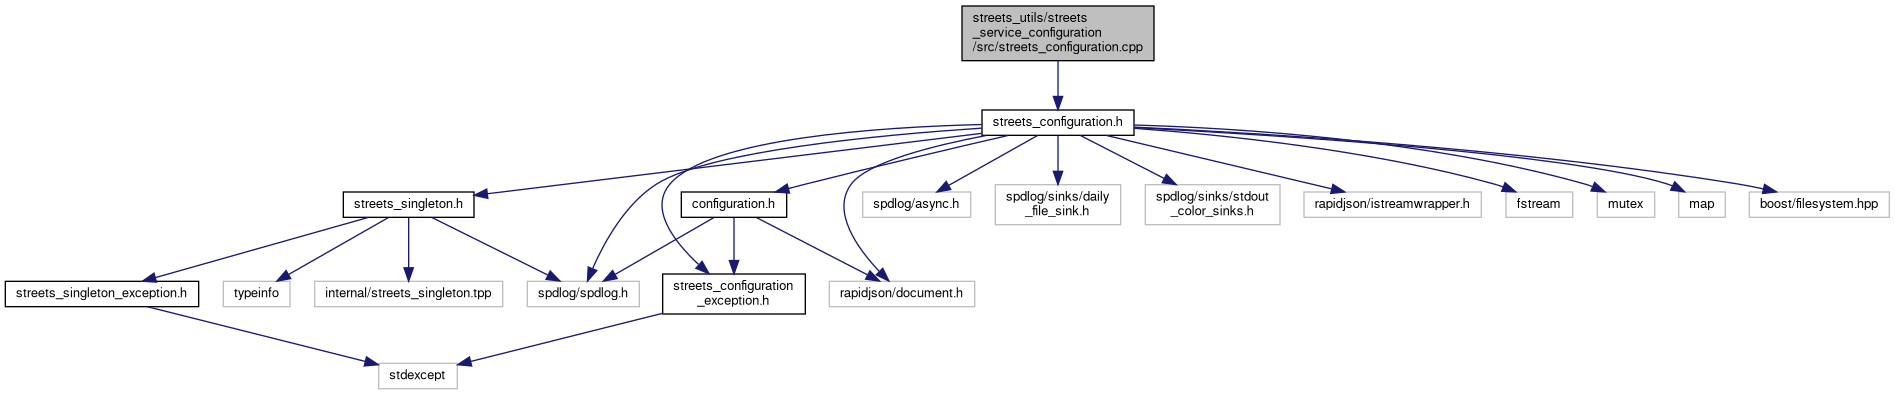 streets_utils/streets
_service_configuration
/src/streets_configuration.cpp
streets_configuration.h
streets_singleton.h
configuration.h
spdlog/async.h
spdlog/sinks/daily
_file_sink.h
spdlog/sinks/stdout
_color_sinks.h
rapidjson/istreamwrapper.h
fstream
mutex
map
boost/filesystem.hpp
streets_singleton_exception.h
typeinfo
internal/streets_singleton.tpp
spdlog/spdlog.h
streets_configuration
_exception.h
rapidjson/document.h
stdexcept